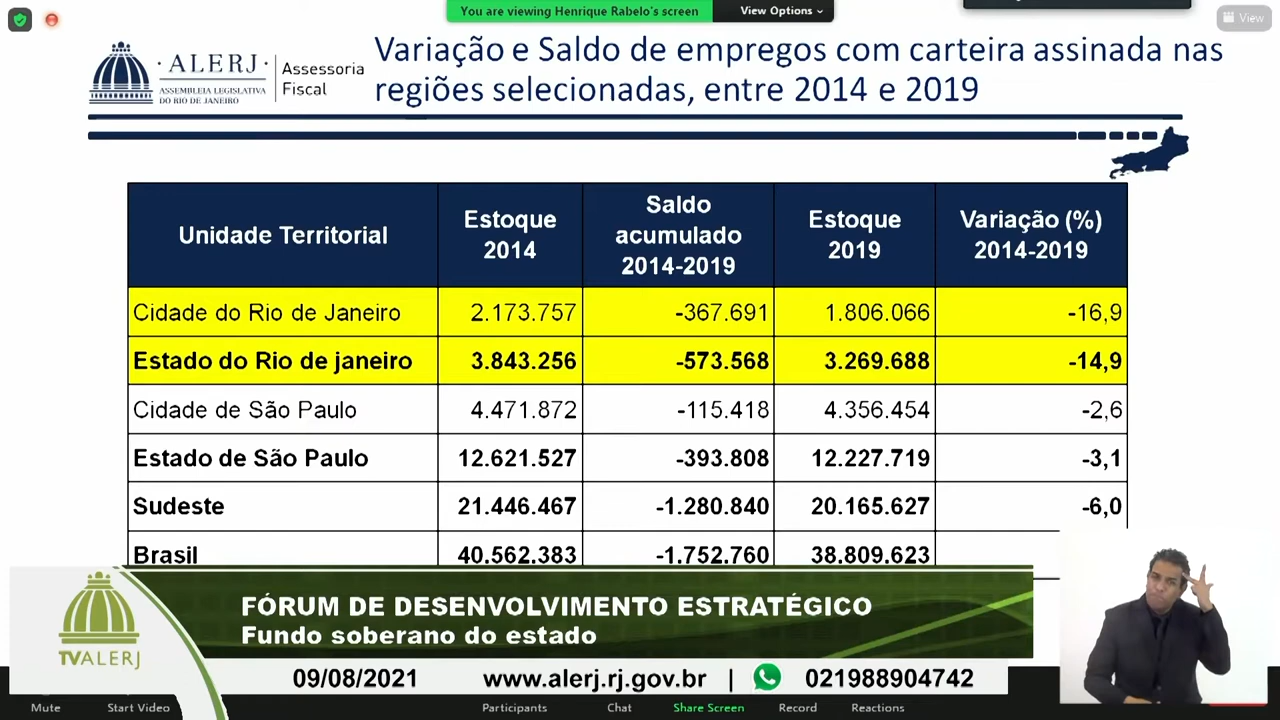 You are viewing Henrique Rabelo's screen
View Options
View
·ALERJ·
ASSEMBLEIA LEGISLATIVA
DO RIO DE JANEIRO
Assessoria
Fiscal
Variação e Saldo de empregos com carteira assinada nas
regiões selecionadas, entre 2014 e 2019
Unidade Territorial
Estoque
2014
Saldo
acumulado
2014-2019
Estoque
2019
Variação (%)
2014-2019
Cidade do Rio de Janeiro 2.173.757 -367.691 1.806.066 -16,9
Estado do Rio de janeiro 3.843.256 -573.568 3.269.688 -14,9
Cidade de São Paulo 4.471.872 -115.418 4.356.454 -2,6
Estado de São Paulo 12.621.527 -393.808 12.227.719 -3,1
Sudeste 21.446.467 -1.280.840 20.165.627 -6,0
Brasil 40.562.383 -1.752.760 38.809.623
TVALERJ
FÓRUM DE DESENVOLVIMENTO ESTRATÉGICO
Fundo soberano do estado
09/08/2021 www.alerj.rj.gov.br | 021988904742
Mute Start Video Participants Chat Share Screen Record Reactions